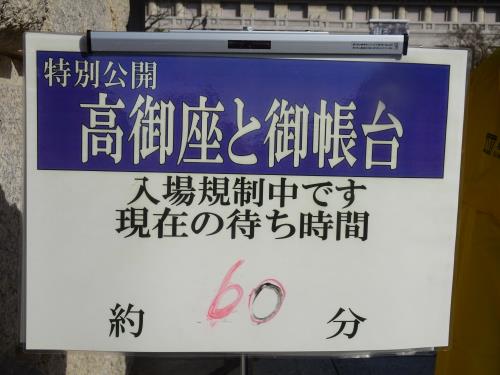 特別公開
高御座と御帳台
入場規制中です
現在の待ち時間
約 60 分